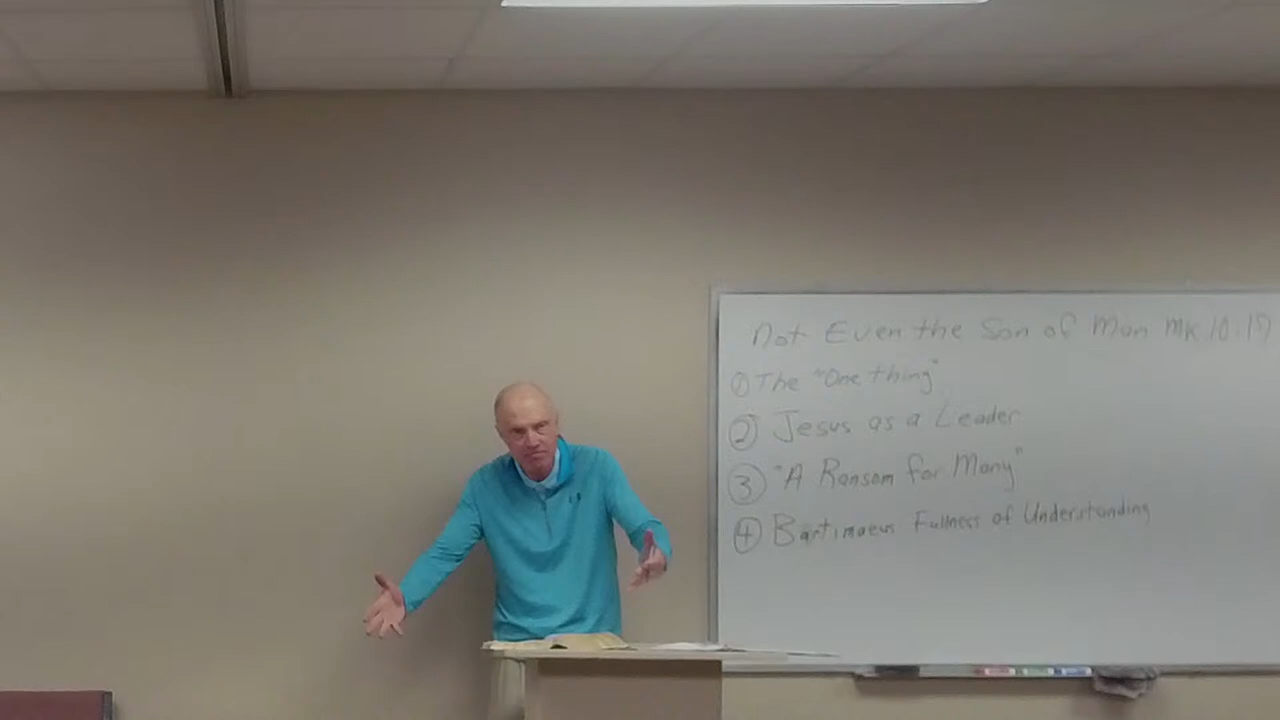 Not Even the Son of Man Mk 10:17
① The "One thing"
② Jesus as a Leader
③ "A Ransom for Many"
④ Bartimaeus Fullness of Understanding